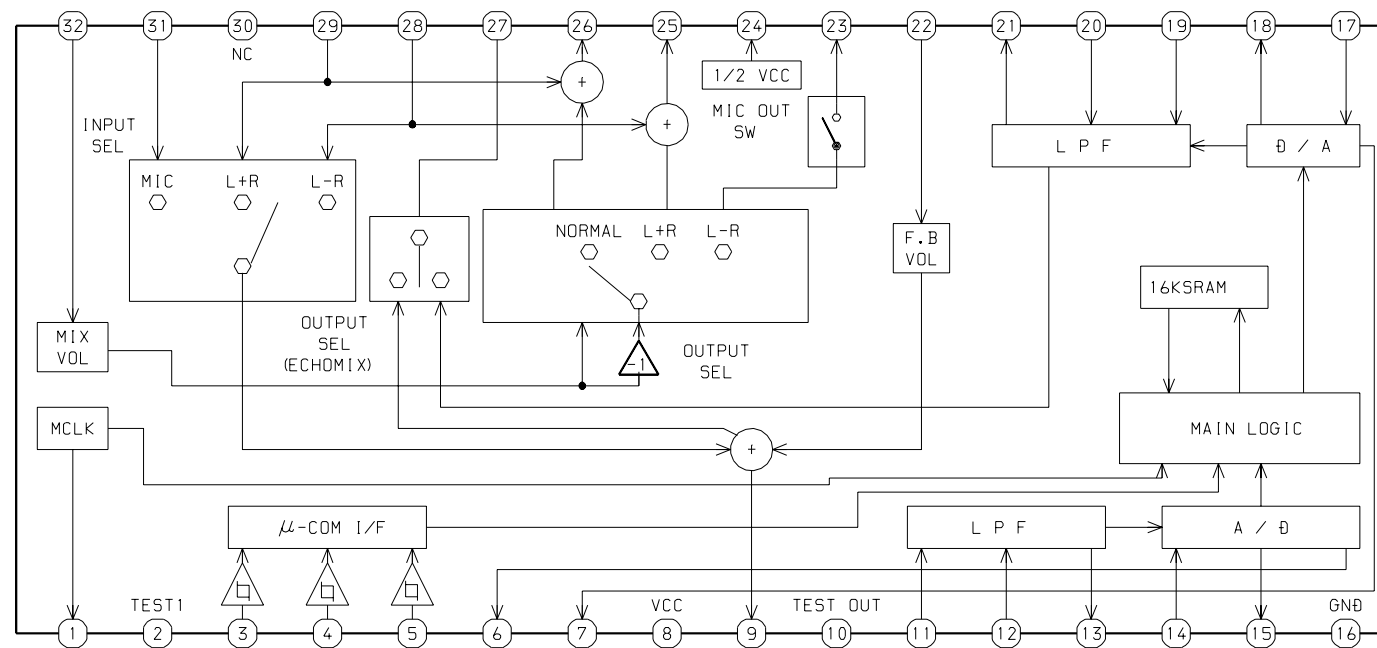 32 31 30 29 28 27 26 25 24 23 22 21 20 19 18 17
NC
+
1/2 VCC
INPUT
SEL
+
MIC OUT
SW
L P F
D / A
MIC L+R L-R
NORMAL L+R L-R
F.B
VOL
16KSRAM
MIX
VOL
OUTPUT
SEL
(ECHOMIX)
-1
OUTPUT
SEL
MCLK
+
MAIN LOGIC
μ-COM I/F
L P F
A / D
TEST1
VCC
TEST OUT
GND
1 2 3 4 5 6 7 8 9 10 11 12 13 14 15 16